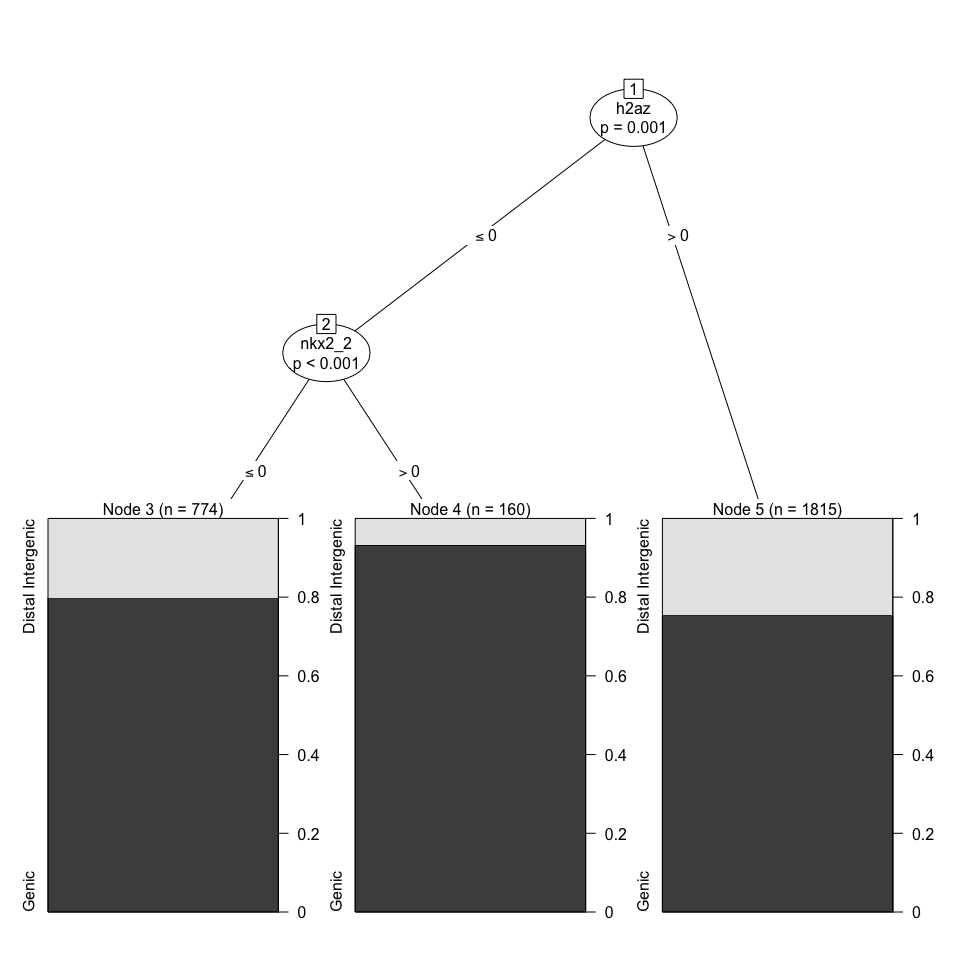 1
h2az
p = 0.001
≤ 0
> 0
2
nkx2_2
p < 0.001
≤ 0
> 0
Node 3 (n = 774)
Distal Intergenic
Genic
1
0.8
0.6
0.4
0.2
0
Node 4 (n = 160)
Distal Intergenic
Genic
1
0.8
0.6
0.4
0.2
0
Node 5 (n = 1815)
Distal Intergenic
Genic
1
0.8
0.6
0.4
0.2
0